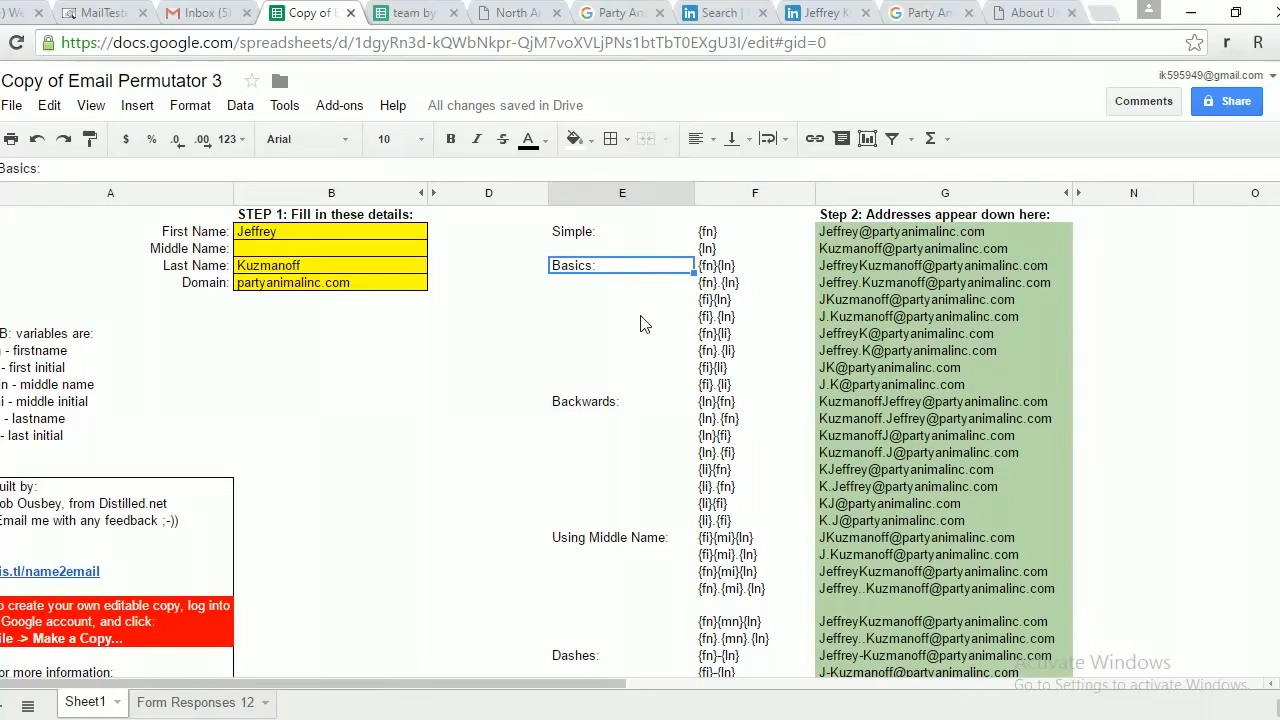 We
MailTeste
Inbox (5)
Copy of E
team by
North A
Party An
Search |
Jeffrey K
Party An
About U
https://docs.google.com/spreadsheets/d/1dgyRn3d-kQWbNkpr-QjM7voXVLjPNs1btTbT0EXgU3I/edit#gid=0
r R
Copy of Email Permutator 3
ik595949@gmail.com
File Edit View Insert Format Data Tools Add-ons Help All changes saved in Drive
Comments Share
$ % .0 .00 123 Arial 10 B I S A Σ
Basics:
A B D E F G N O
STEP 1: Fill in these details: Step 2: Addresses appear down here:
First Name: Jeffrey Simple: {fn} Jeffrey@partyanimalinc.com
Middle Name: {ln} Kuzmanoff@partyanimalinc.com
Last Name: Kuzmanoff Basics: {fn}{ln} JeffreyKuzmanoff@partyanimalinc.com
Domain: partyanimalinc.com {fn}.{ln} Jeffrey.Kuzmanoff@partyanimalinc.com
{fi}{ln} JKuzmanoff@partyanimalinc.com
{fi}.{ln} J.Kuzmanoff@partyanimalinc.com
B: variables are: {fn}{li} JeffreyK@partyanimalinc.com
- firstname {fn}.{li} Jeffrey.K@partyanimalinc.com
- first initial {fi}{li} JK@partyanimalinc.com
n - middle name {fi}.{li} J.K@partyanimalinc.com
i - middle initial Backwards: {ln}{fn} KuzmanoffJeffrey@partyanimalinc.com
- lastname {ln}.{fn} Kuzmanoff.Jeffrey@partyanimalinc.com
- last initial {ln}{fi} KuzmanoffJ@partyanimalinc.com
{ln}.{fi} Kuzmanoff.J@partyanimalinc.com
{li}{fn} KJeffrey@partyanimalinc.com
uilt by: {li}.{fn} K.Jeffrey@partyanimalinc.com
ob Ousbey, from Distilled.net {li}{fi} KJ@partyanimalinc.com
Email me with any feedback ;-)) {li}.{fi} K.J@partyanimalinc.com
Using Middle Name: {fi}{mi}{ln} JKuzmanoff@partyanimalinc.com
{fi}{mi}.{ln} J.Kuzmanoff@partyanimalinc.com
is.tl/name2email {fn}{mi}{ln} JeffreyKuzmanoff@partyanimalinc.com
{fn}.{mi}.{ln} Jeffrey..Kuzmanoff@partyanimalinc.com
o create your own editable copy, log into
Google account, and click: {fn}{mn}{ln} JeffreyKuzmanoff@partyanimalinc.com
ile -> Make a Copy... {fn}.{mn}.{ln} Jeffrey..Kuzmanoff@partyanimalinc.com
Dashes: {fn}-{ln} Jeffrey-Kuzmanoff@partyanimalinc.com
or more information: {fi}-{ln} J-Kuzmanoff@partyanimalinc.com
Activate Windows
Go to Settings to activate Windows.
Sheet1 Form Responses 12